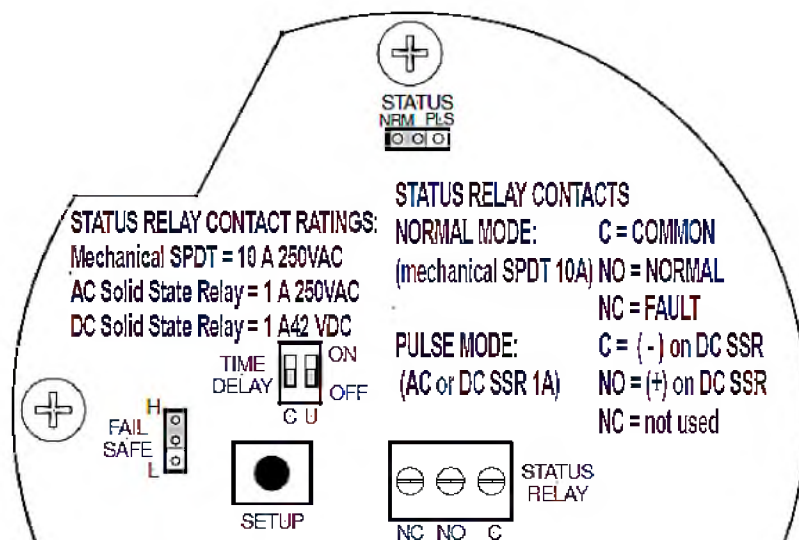 STATUS
NRM PLS
STATUS RELAY CONTACT RATINGS:
Mechanical SPDT = 10 A 250VAC
AC Solid State Relay = 1 A 250VAC
DC Solid State Relay = 1 A42 VDC
STATUS RELAY CONTACTS
NORMAL MODE: C = COMMON
(mechanical SPDT 10A) NO = NORMAL
NC = FAULT
PULSE MODE: C = ( - ) on DC SSR
(AC or DC SSR 1A) NO = (+) on DC SSR
NC = not used
TIME
DELAY
ON
OFF
C U
H
FAIL
SAFE
L
SETUP
STATUS
RELAY
NC NO C